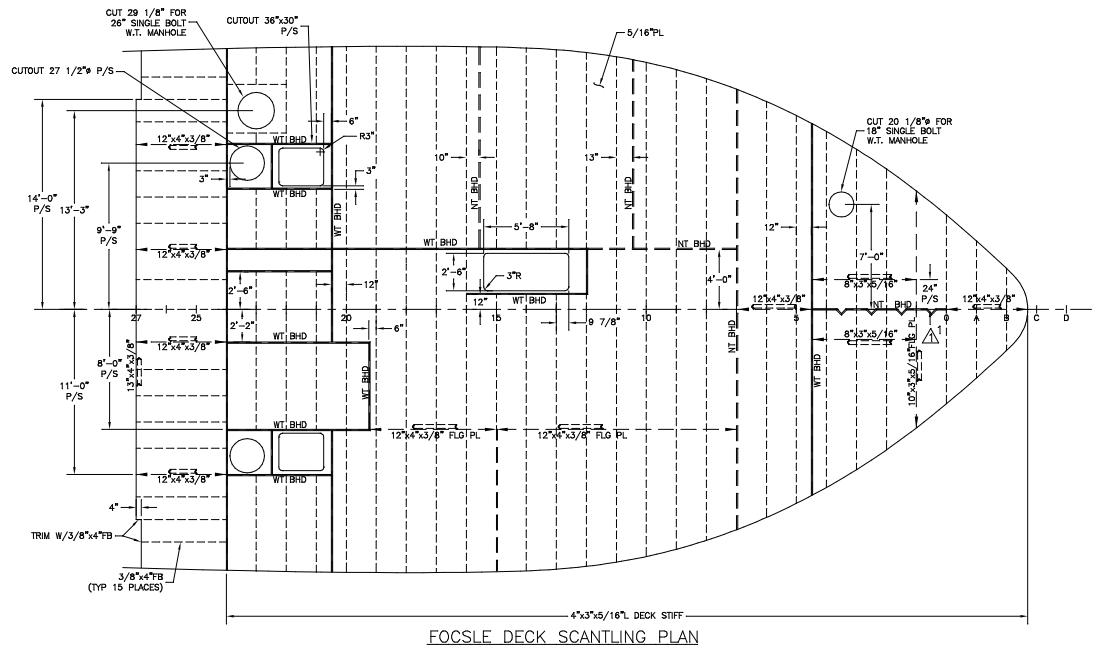 CUT 29 1/8" FOR
26" SINGLE BOLT
W.T. MANHOLE
CUTOUT 36"x30"
P/S
CUTOUT 27 1/2"ø P/S
5/16"PL
CUT 20 1/8"ø FOR
18" SINGLE BOLT
W.T. MANHOLE
6"
R3"
12"x4"x3/8"
WT BHD
3"
3"
WT BHD
10"
13"
NT BHD
NT BHD
WT BHD
14'-0"
P/S
13'-3"
9'-9"
P/S
12"x4"x3/8"
WT BHD
5'-8"
NT BHD
12"
7'-0"
2'-6"
3"R
4'-0"
8"x3"x5/16"
24"
P/S
2'-6"
12"
12"
WT BHD
12"x4"x3/8"
NT BHD
12"x4"x3/8"
27
25
20
15
10
5
0
A
B
C
D
2'-2"
6"
9 7/8"
1
12"x4"x3/8"
8"x3"x5/16"
13"x4"x3/8"
8'-0"
P/S
11'-0"
P/S
WT BHD
NT BHD
WT BHD
10"x3"x5/16"FLG PL
WT BHD
12"x4"x3/8" FLG PL
12"x4"x3/8" FLG PL
12"x4"x3/8"
WT BHD
4"
TRIM W/3/8"x4"FB
3/8"x4"FB
(TYP 15 PLACES)
4"x3"x5/16"L DECK STIFF
FOCSLE DECK SCANTLING PLAN